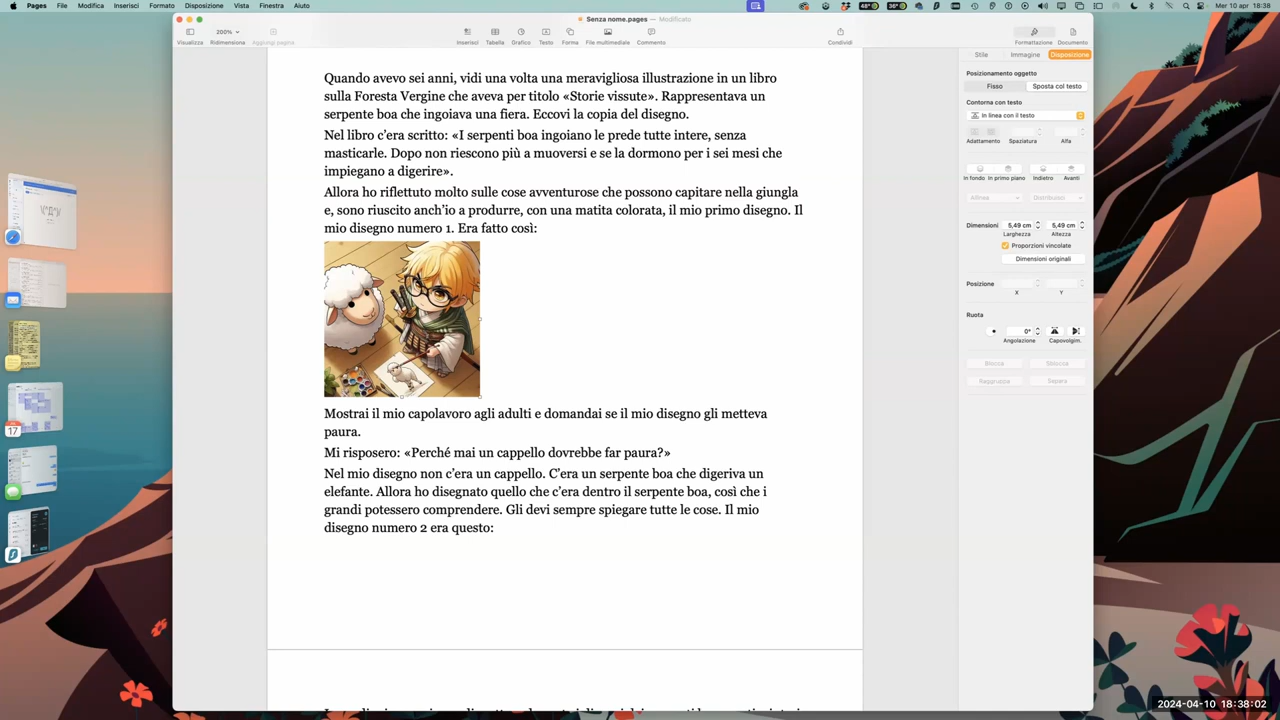 Pages File Modifica Inserisci Formato Disposizione Vista Finestra Aiuto
48° 36° Mer 10 apr 18:38
Senza nome.pages — Modificato
200%
Visualizza Ridimensiona Aggiungi pagina Inserisci Tabella Grafico Testo Forma File multimediale Commento Condividi Formattazione Documento
Stile Immagine Disposizione
Posizionamento oggetto
Fisso Sposta col testo
Contorna con testo
In linea con il testo
Adattamento Spaziatura Alfa
In fondo In primo piano Indietro Avanti
Allinea Distribuisci
Dimensioni 5,49 cm 5,49 cm
Larghezza Altezza
Proporzioni vincolate
Dimensioni originali
Posizione
X Y
Ruota
0°
Angolazione Capovolgim.
Blocca Sblocca
Raggruppa Separa
Quando avevo sei anni, vidi una volta una meravigliosa illustrazione in un libro
sulla Foresta Vergine che aveva per titolo «Storie vissute». Rappresentava un
serpente boa che ingoiava una fiera. Eccovi la copia del disegno.
Nel libro c’era scritto: «I serpenti boa ingoiano le prede tutte intere, senza
masticarle. Dopo non riescono più a muoversi e se la dormono per i sei mesi che
impiegano a digerire».
Allora ho riflettuto molto sulle cose avventurose che possono capitare nella giungla
e, sono riuscito anch’io a produrre, con una matita colorata, il mio primo disegno. Il
mio disegno numero 1. Era fatto così:
Mostrai il mio capolavoro agli adulti e domandai se il mio disegno gli metteva
paura.
Mi risposero: «Perché mai un cappello dovrebbe far paura?»
Nel mio disegno non c’era un cappello. C’era un serpente boa che digeriva un
elefante. Allora ho disegnato quello che c’era dentro il serpente boa, così che i
grandi potessero comprendere. Gli devi sempre spiegare tutte le cose. Il mio
disegno numero 2 era questo:
17
2024-04-10 18:38:02